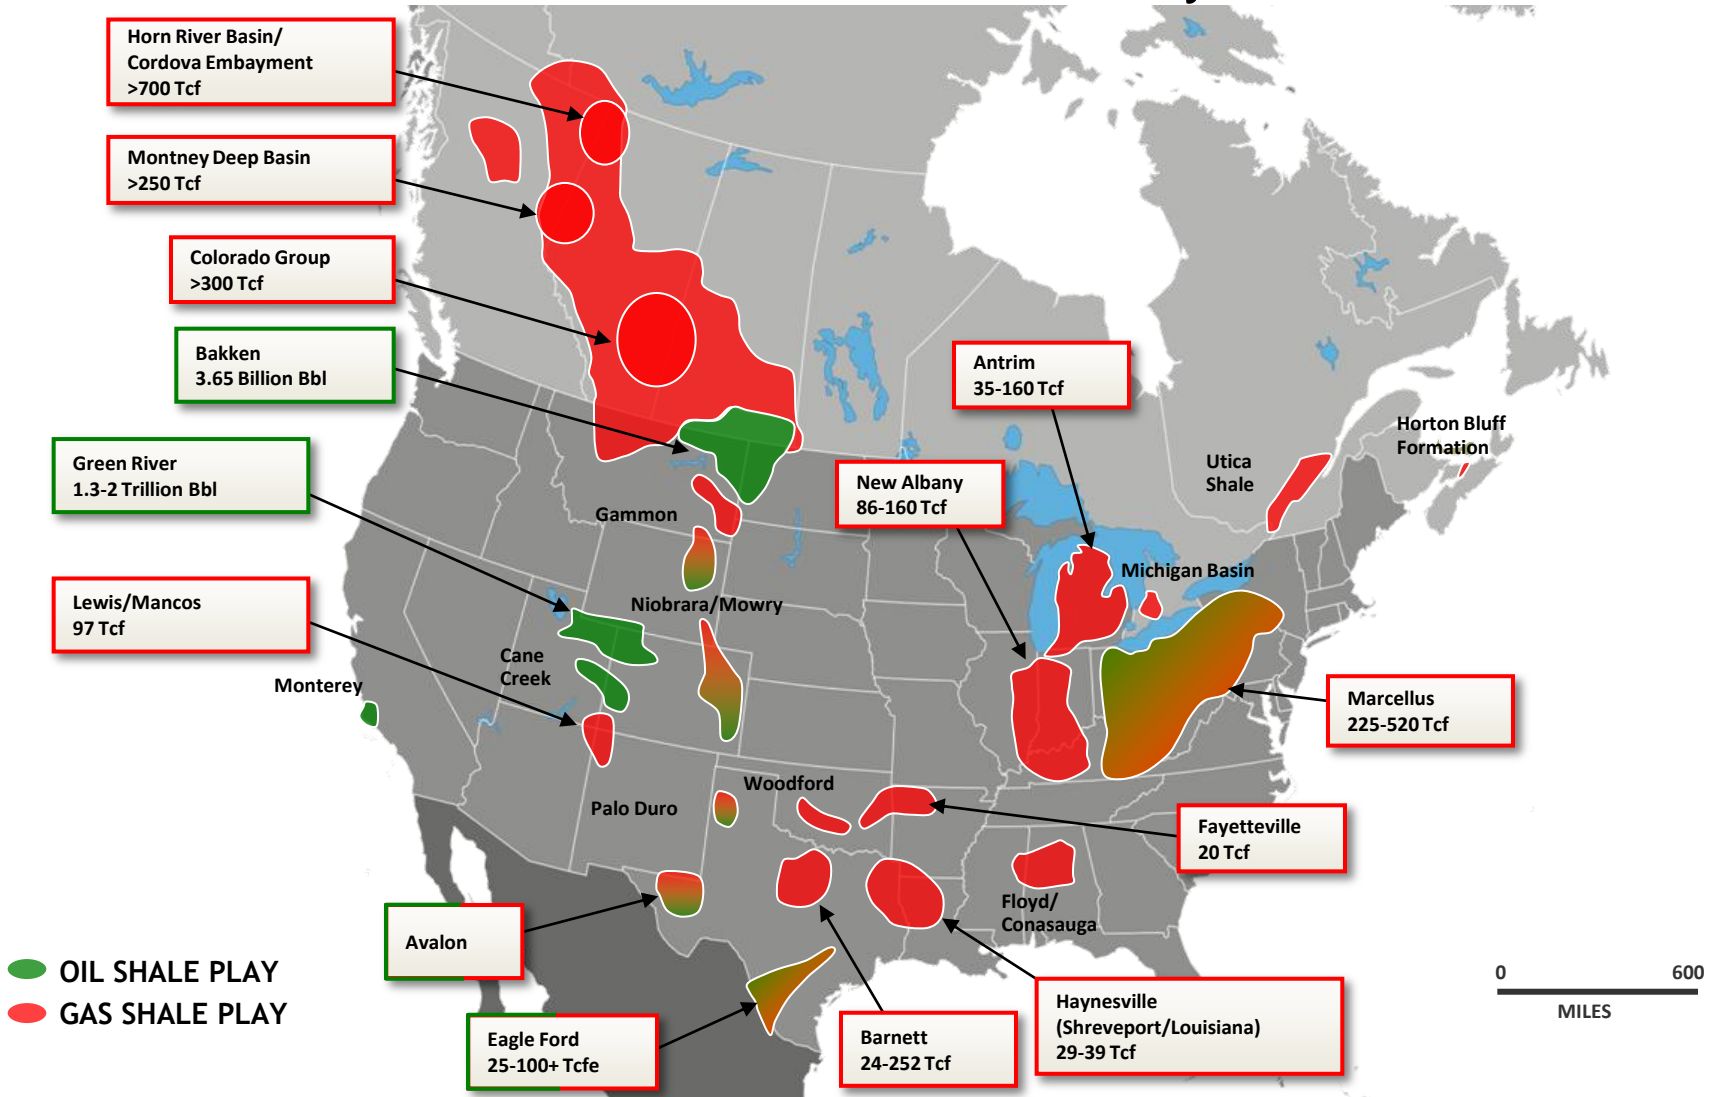 Horn River Basin/
Cordova Embayment
>700 Tcf
Montney Deep Basin
>250 Tcf
Colorado Group
>300 Tcf
Bakken
3.65 Billion Bbl
Green River
1.3-2 Trillion Bbl
Lewis/Mancos
97 Tcf
Monterey
Cane
Creek
Gammon
Niobrara/Mowry
Antrim
35-160 Tcf
New Albany
86-160 Tcf
Michigan Basin
Utica
Shale
Horton Bluff
Formation
Marcellus
225-520 Tcf
Woodford
Palo Duro
Fayetteville
20 Tcf
Floyd/
Conasauga
Avalon
Eagle Ford
25-100+ Tcfe
Barnett
24-252 Tcf
Haynesville
(Shreveport/Louisiana)
29-39 Tcf
OIL SHALE PLAY
GAS SHALE PLAY
0 600
MILES